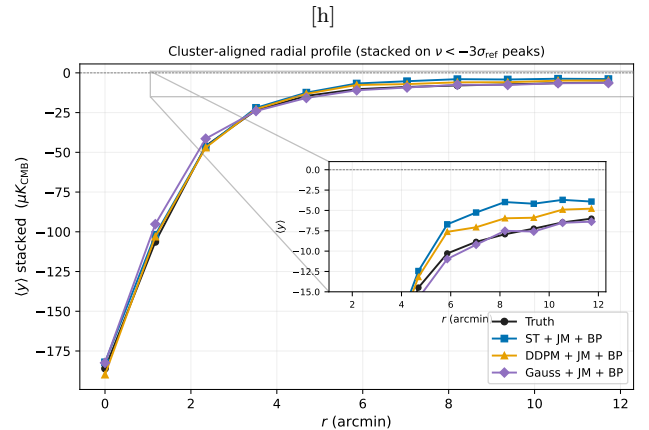 [h]
Cluster-aligned radial profile (stacked on ν < −3σref peaks)
⟨y⟩ stacked (μKCMB)
0
−25
−50
−75
−100
−125
−150
−175
0.0
−2.5
−5.0
−7.5
−10.0
−12.5
−15.0
⟨y⟩
2 4 6 8 10 12
r (arcmin)
Truth
ST + JM + BP
DDPM + JM + BP
Gauss + JM + BP
0 2 4 6 8 10 12
r (arcmin)